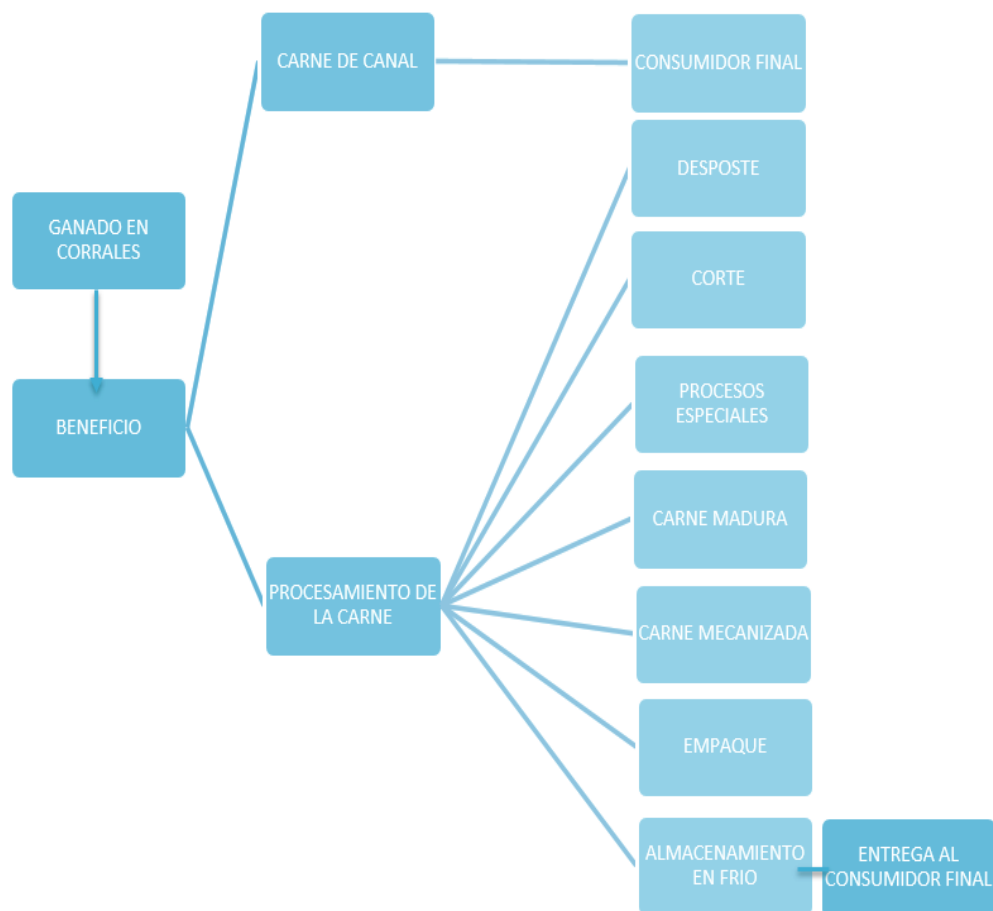 CARNE DE CANAL
CONSUMIDOR FINAL
DESPOSTE
GANADO EN
CORRALES
CORTE
PROCESOS
ESPECIALES
BENEFICIO
CARNE MADURA
PROCESAMIENTO DE
LA CARNE
CARNE MECANIZADA
EMPAQUE
ALMACENAMIENTO
EN FRIO
ENTREGA AL
CONSUMIDOR FINAL